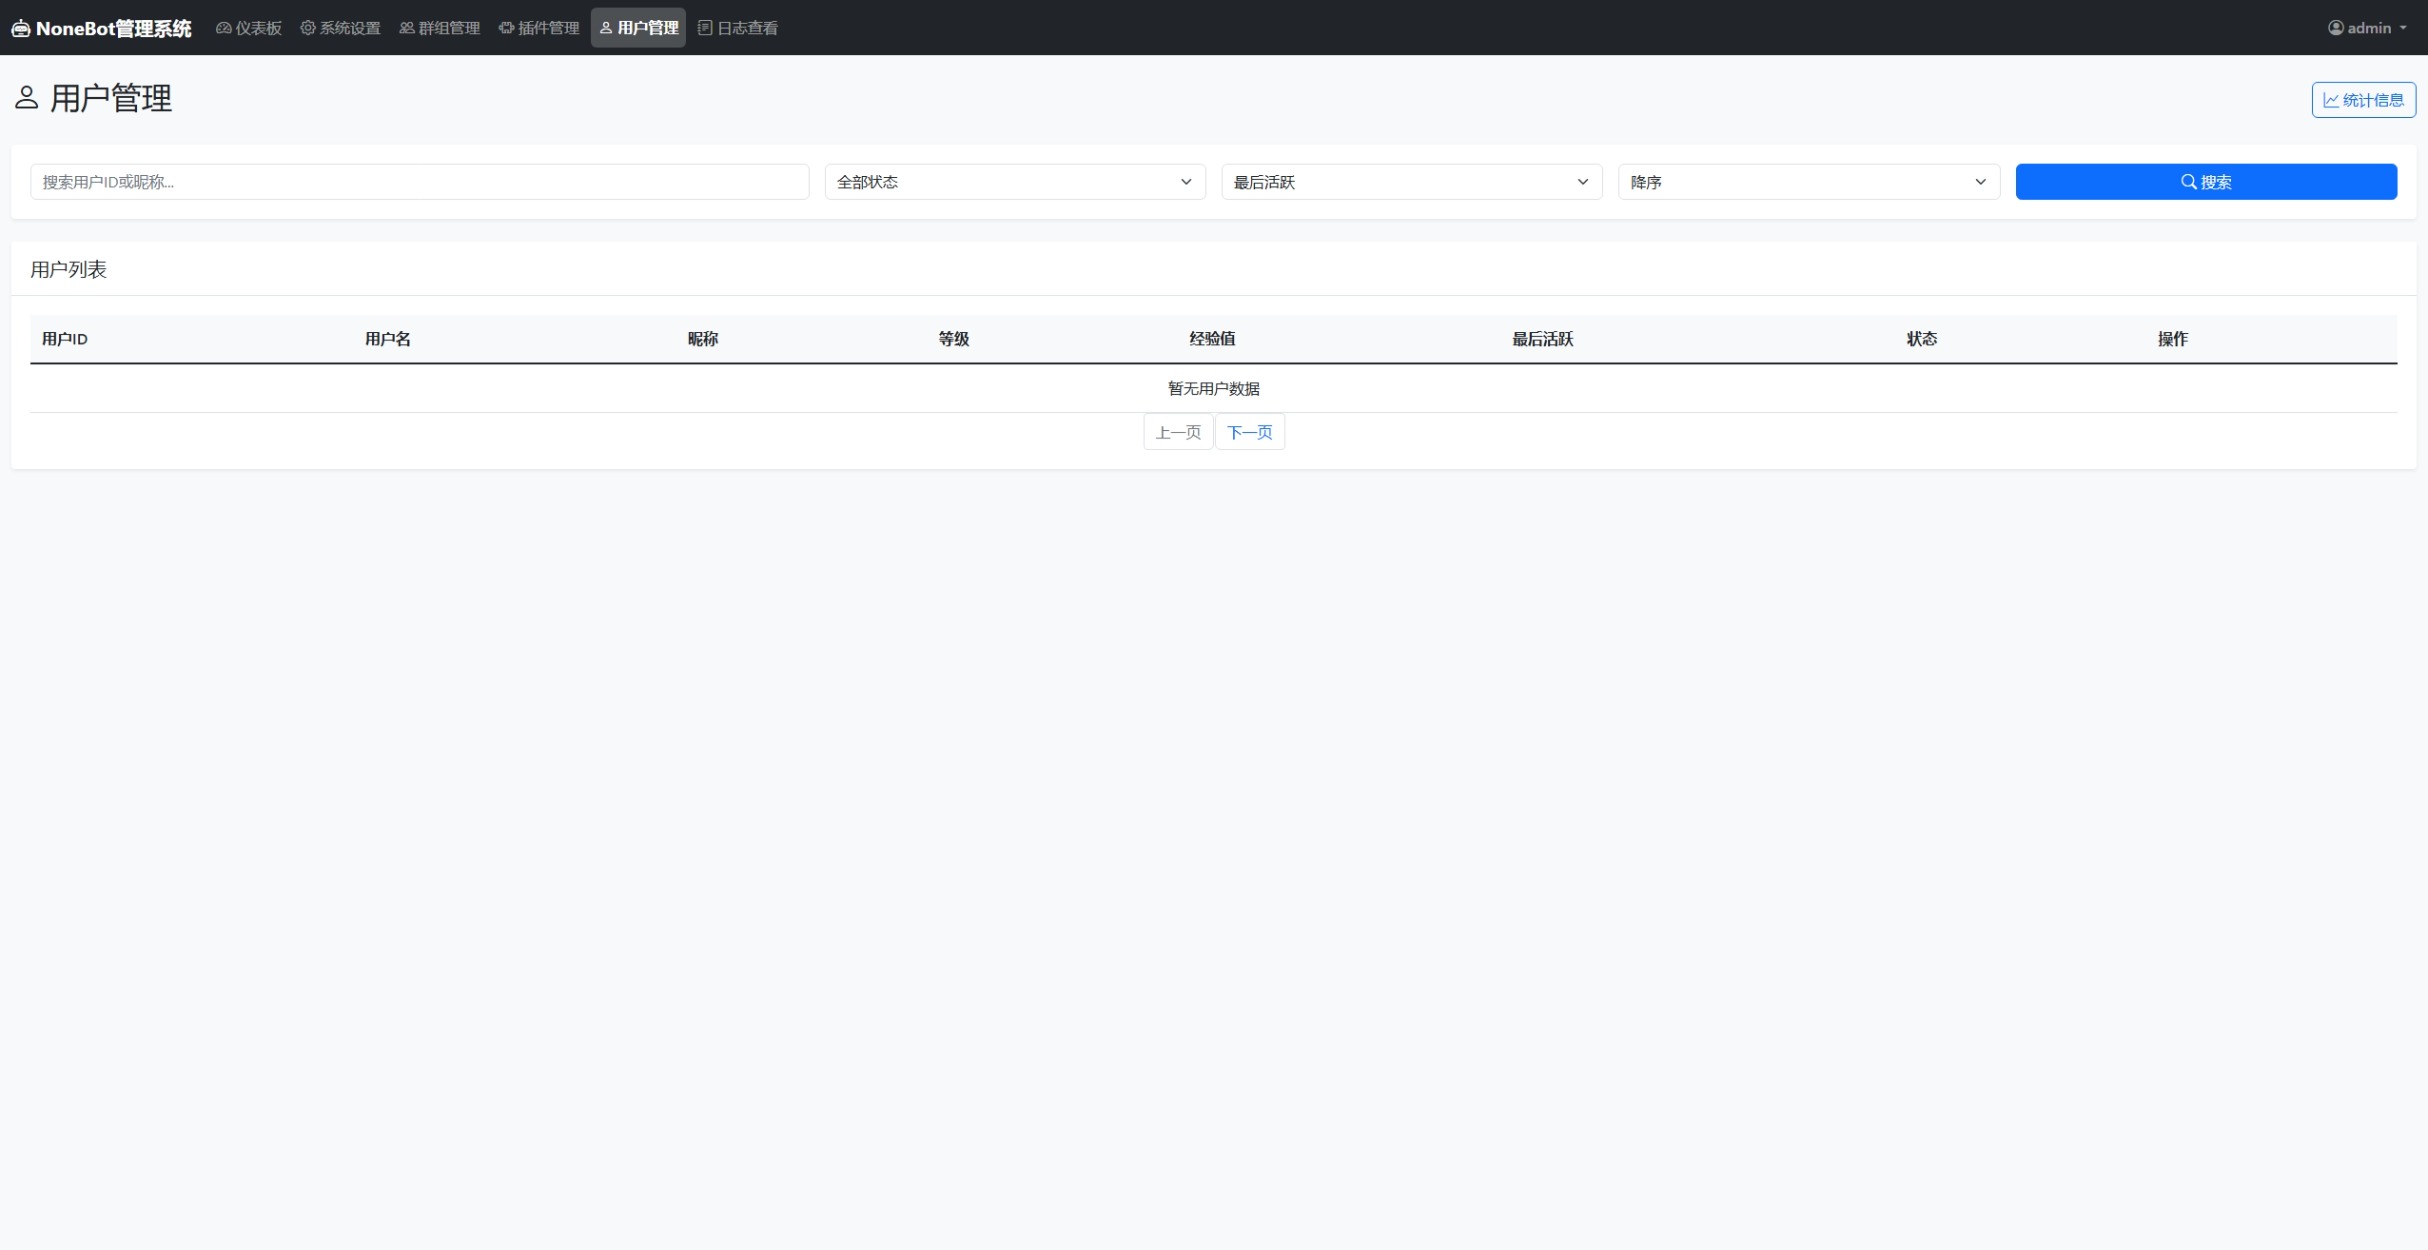 NoneBot管理系统 仪表板 系统设置 群组管理 插件管理 用户管理 日志查看 admin
用户管理 统计信息
搜索用户ID或昵称... 全部状态 最后活跃 降序 搜索
用户列表
用户ID 用户名 昵称 等级 经验值 最后活跃 状态 操作
暂无用户数据
上一页 下一页